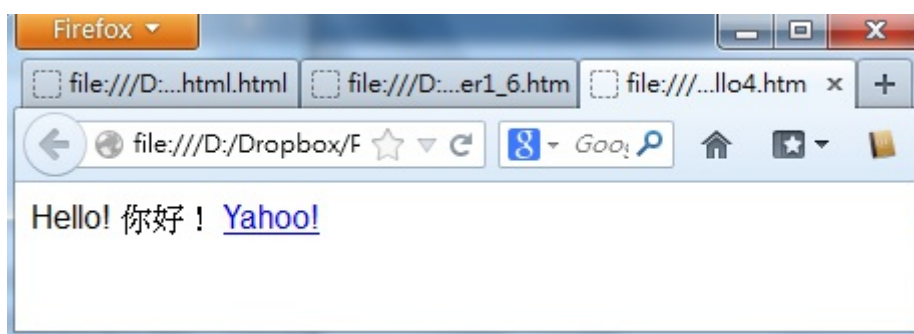 Firefox
file:///D:...html.html file:///D:...er1_6.htm file:///...llo4.htm
file:///D:/Dropbox/F Goo
Hello! 你好！ Yahoo!